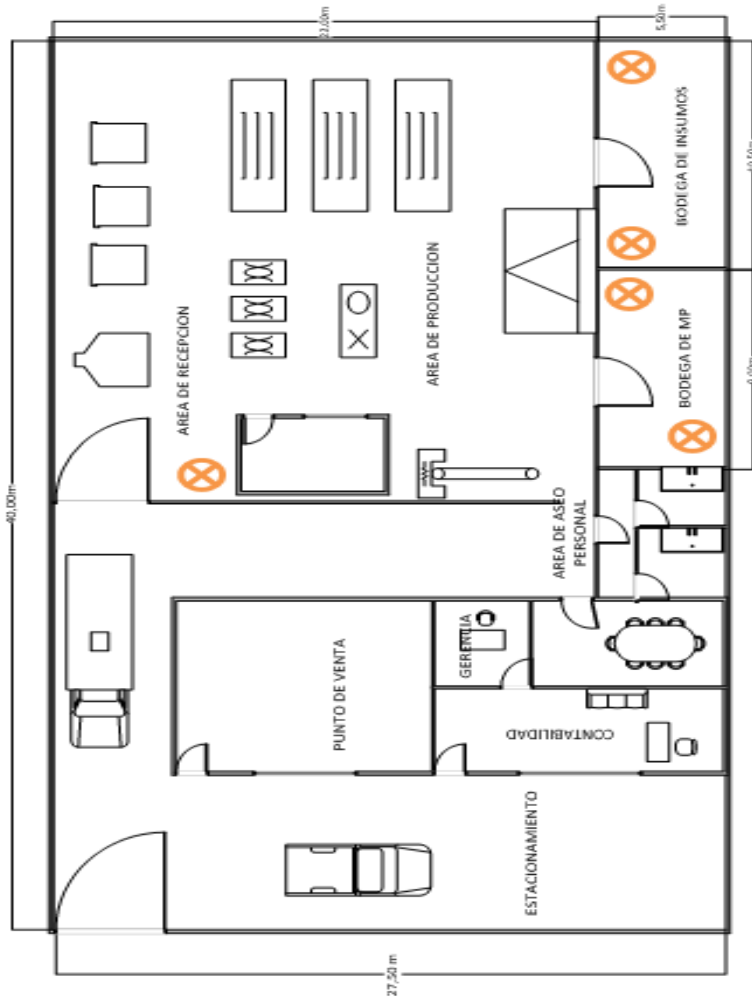 22,00m
5,50m
40,00m
27,50 m
AREA DE RECEPCION
AREA DE PRODUCCION
BODEGA DE INSUMOS
BODEGA DE MP
AREA DE ASEO
PERSONAL
PUNTO DE VENTA
GERENCIA
CONTABILIDAD
ESTACIONAMIENTO